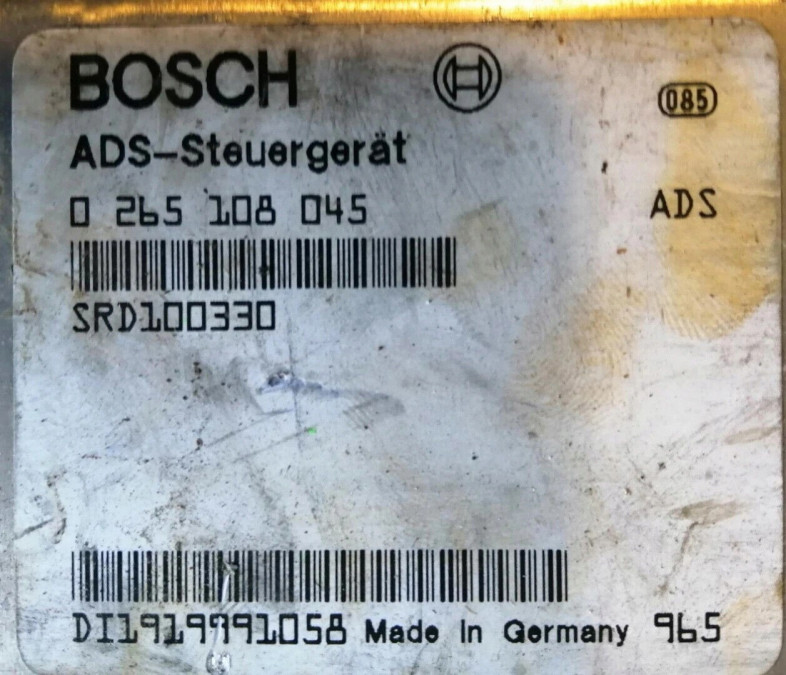 BOSCH
085
ADS-Steuergerät
0 265 108 045 ADS
SRD100330
DI1919991058 Made in Germany 965